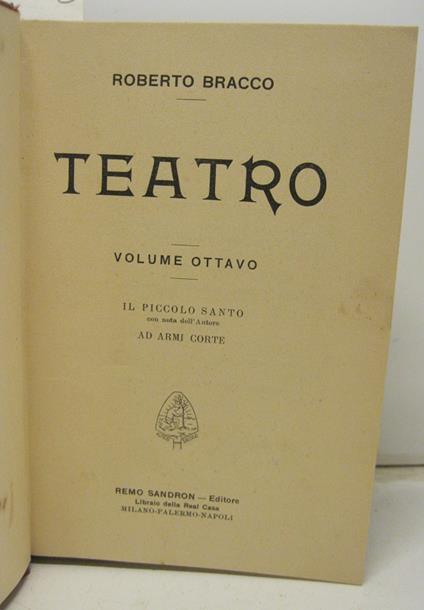 ROBERTO BRACCO
TEATRO
VOLUME OTTAVO
IL PICCOLO SANTO
con nota dell'Autore
AD ARMI CORTE
REMO SANDRON — Editore
Libraio della Real Casa
MILANO-PALERMO-NAPOLI